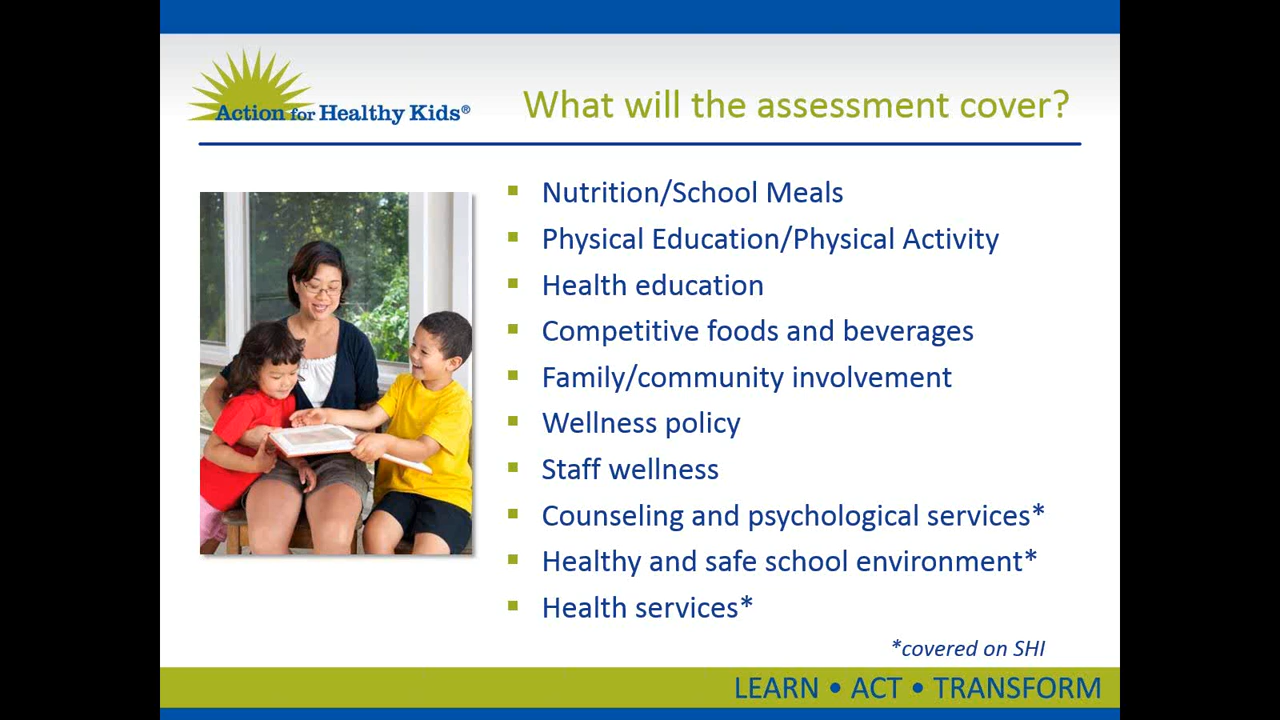 Action for Healthy Kids®
What will the assessment cover?
▪ Nutrition/School Meals
▪ Physical Education/Physical Activity
▪ Health education
▪ Competitive foods and beverages
▪ Family/community involvement
▪ Wellness policy
▪ Staff wellness
▪ Counseling and psychological services*
▪ Healthy and safe school environment*
▪ Health services*
*covered on SHI
LEARN • ACT • TRANSFORM